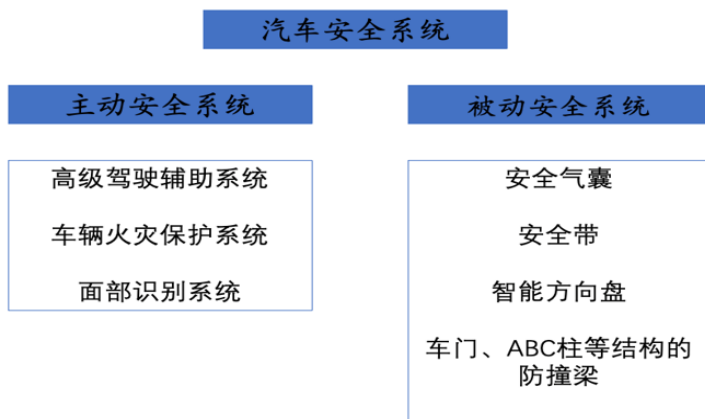 汽车安全系统
主动安全系统
高级驾驶辅助系统
车辆火灾保护系统
面部识别系统
被动安全系统
安全气囊
安全带
智能方向盘
车门、ABC柱等结构的
防撞梁